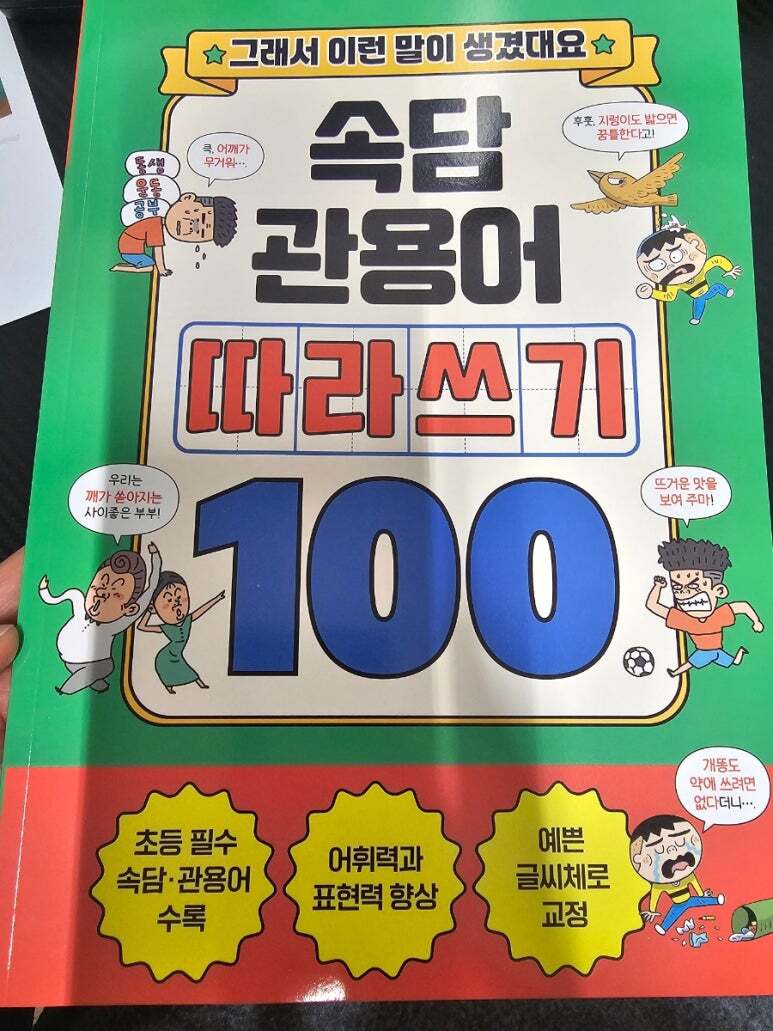 그래서 이런 말이 생겼대요
속담
관용어
따라쓰기
100
큭, 어깨가
무거워….
동생
운동
공부
후훗, 지렁이도 밟으면
꿈틀한다고!
우리는
깨가 쏟아지는
사이좋은 부부!
뜨거운 맛을
보여 주마!
개똥도
약에 쓰려면
없다더니….
초등 필수
속담·관용어
수록
어휘력과
표현력 향상
예쁜
글씨체로
교정